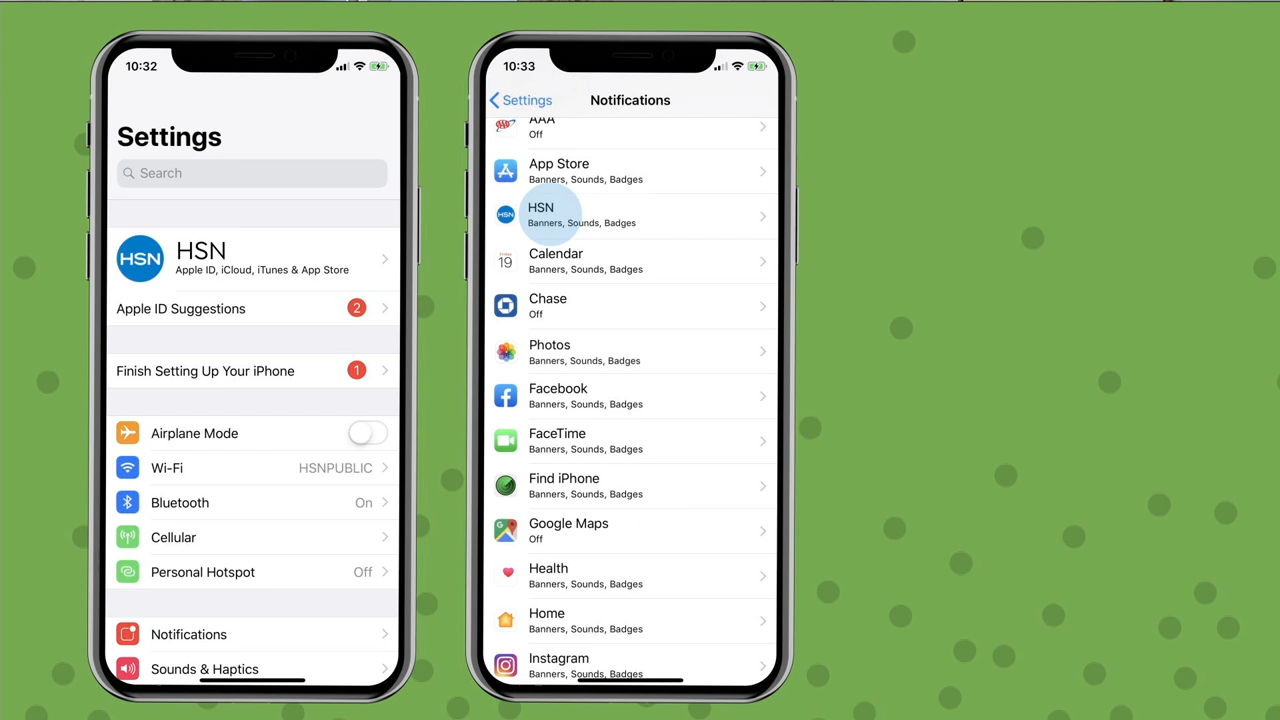 10:32
Settings
Search
HSN
HSN
Apple ID, iCloud, iTunes & App Store
Apple ID Suggestions
2
Finish Setting Up Your iPhone
1
Airplane Mode
Wi-Fi
HSNPUBLIC
Bluetooth
On
Cellular
Personal Hotspot
Off
Notifications
Sounds & Haptics
10:33
Settings
Notifications
AAA
Off
App Store
Banners, Sounds, Badges
HSN
HSN
Banners, Sounds, Badges
19
Calendar
Banners, Sounds, Badges
Chase
Off
Photos
Banners, Sounds, Badges
Facebook
Banners, Sounds, Badges
FaceTime
Banners, Sounds, Badges
Find iPhone
Banners, Sounds, Badges
Google Maps
Off
Health
Banners, Sounds, Badges
Home
Banners, Sounds, Badges
Instagram
Banners, Sounds, Badges